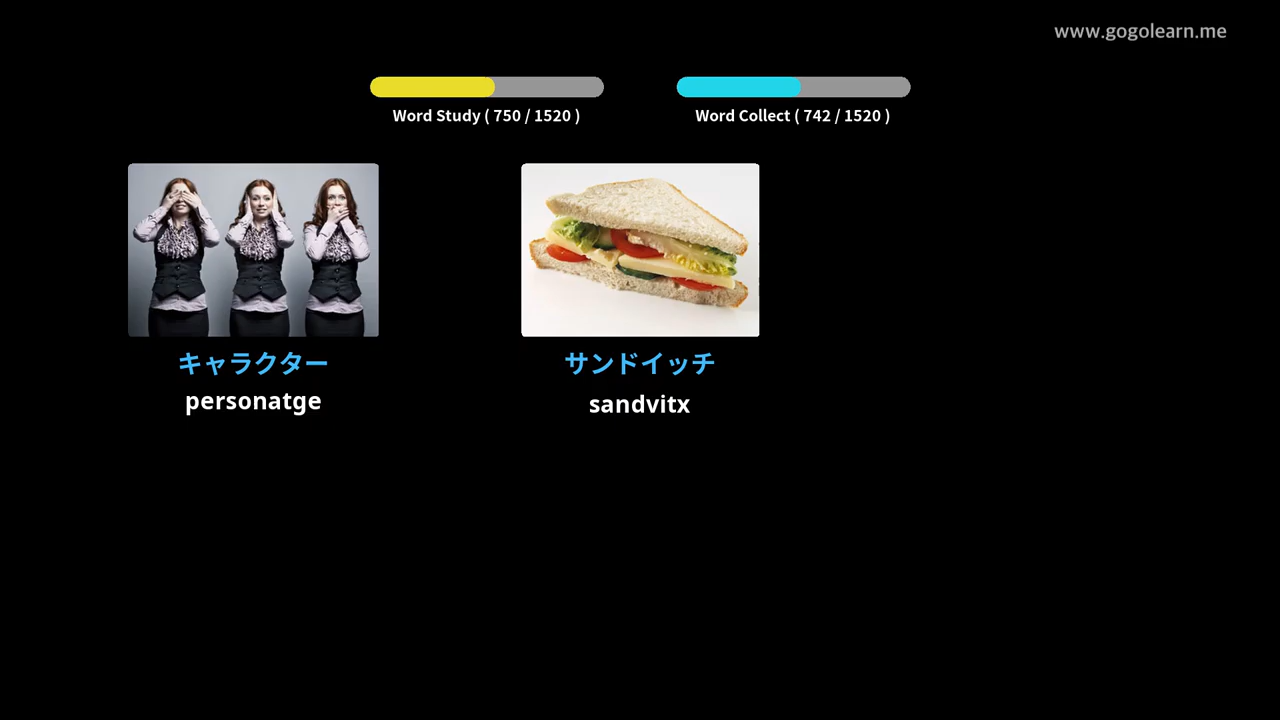 www.gogolearn.me
Word Study ( 750 / 1520 )
Word Collect ( 742 / 1520 )
キャラクター
personatge
サンドイッチ
sandvitx